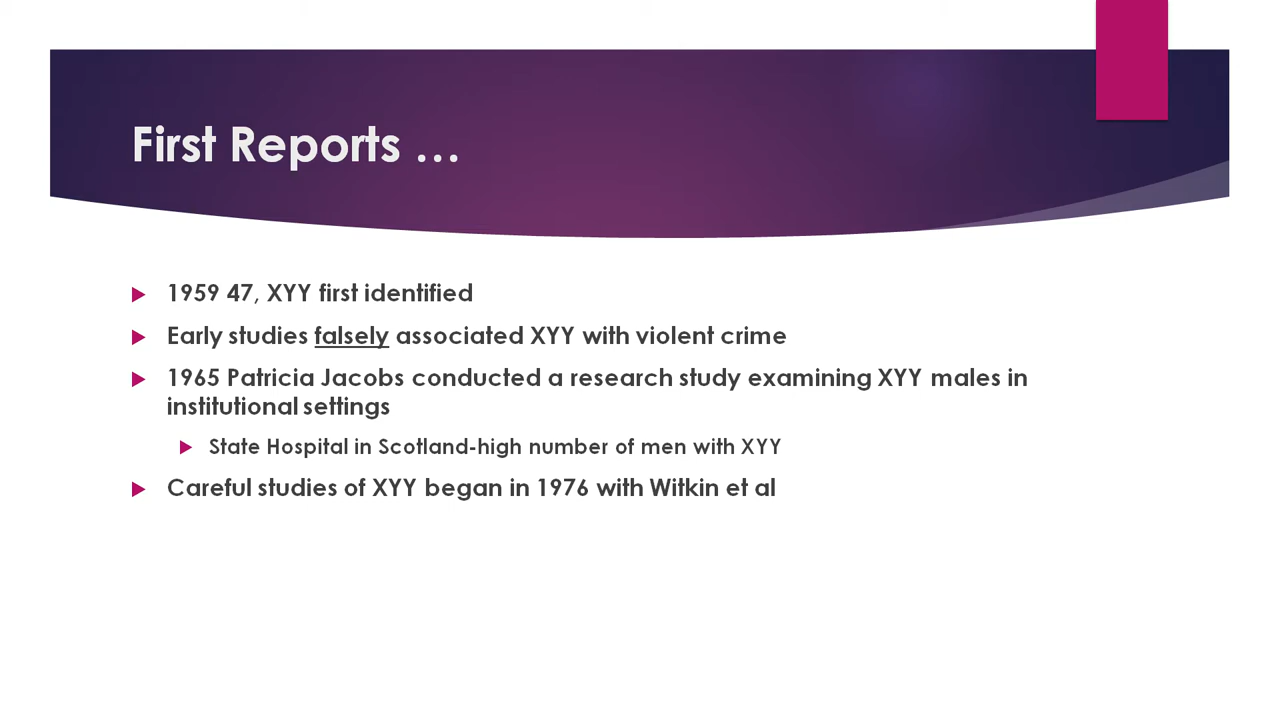 First Reports …
1959 47, XYY first identified
Early studies falsely associated XYY with violent crime
1965 Patricia Jacobs conducted a research study examining XYY males in
institutional settings
State Hospital in Scotland-high number of men with XYY
Careful studies of XYY began in 1976 with Witkin et al